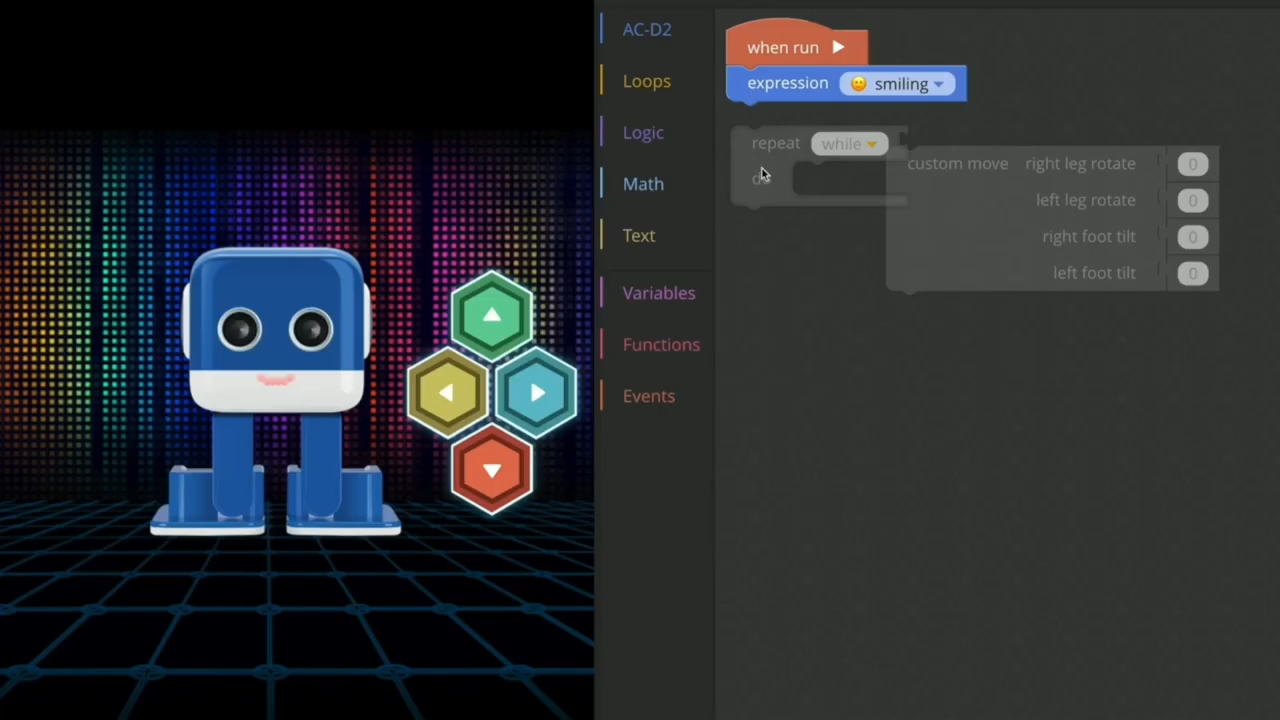 AC-D2
Loops
Logic
Math
Text
Variables
Functions
Events
when run
expression smiling
repeat while
do
custom move right leg rotate 0
left leg rotate 0
right foot tilt 0
left foot tilt 0